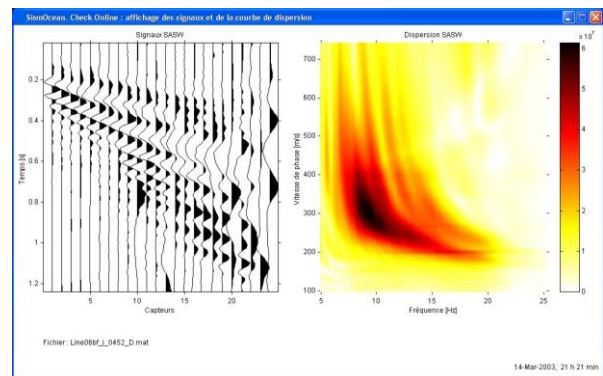 SismOcean. Check Online : affichage des signaux et de la courbe de dispersion
Signaux SASW
0.2
0.4
0.6
0.8
1
1.2
Temps [s]
5
10
15
20
Capteurs
Dispersion SASW
700
600
500
400
300
200
100
Vitesse de phase [m/s]
5
10
15
20
25
Fréquence [Hz]
x 10⁷
6
5
4
3
2
1
0
Fichier : Line06bf_j_0452_D.mat
14-Mar-2003, 21 h 21 min